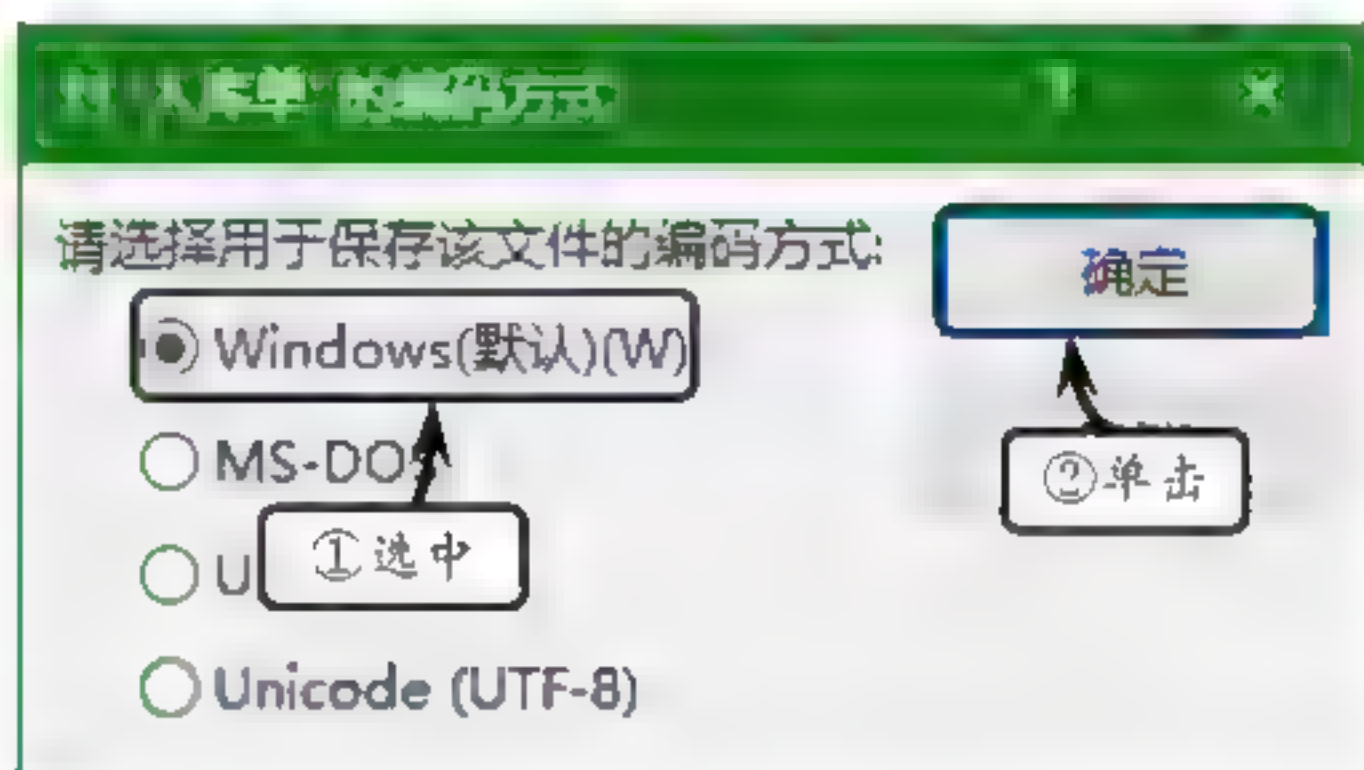 请选择用于保存该文件的编码方式:
确定
Windows(默认)(W)
MS-DOS
②单击
U
①选中
Unicode (UTF-8)